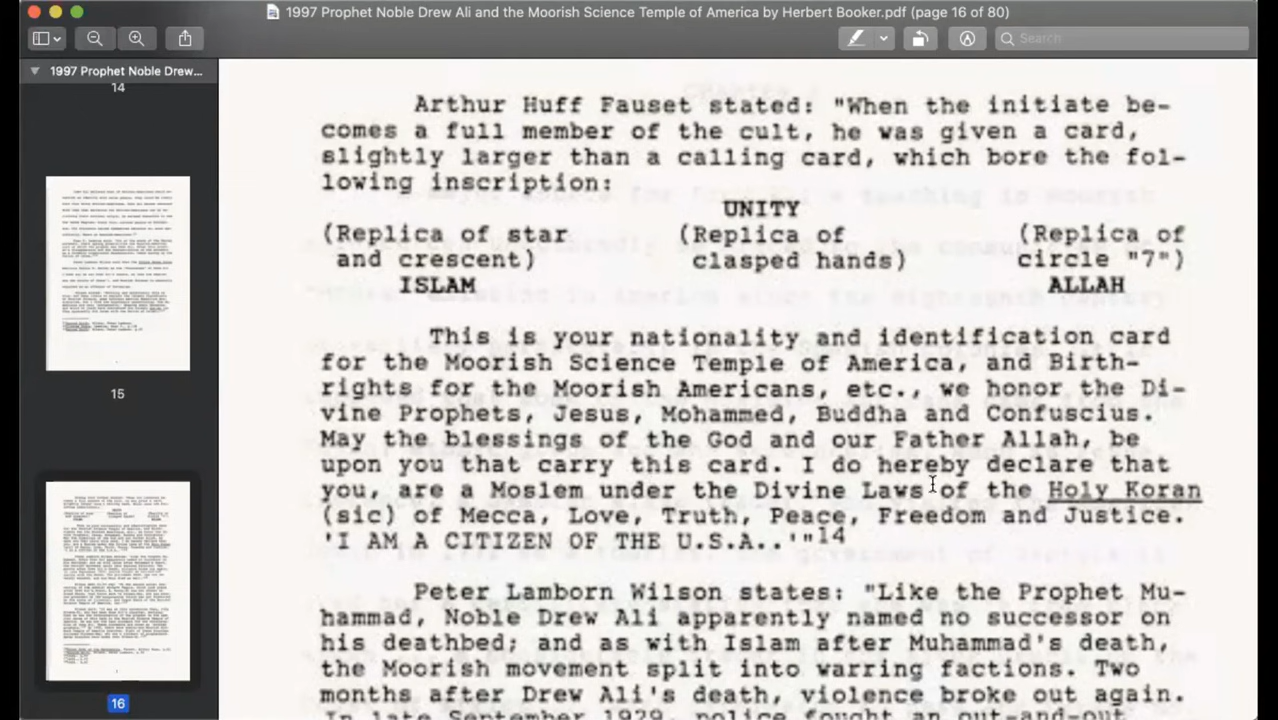 1997 Prophet Noble Drew Ali and the Moorish Science Temple of America by Herbert Booker.pdf (page 16 of 80)
Search
1997 Prophet Noble Drew...
14
15
16
Arthur Huff Fauset stated: "When the initiate be-
comes a full member of the cult, he was given a card,
slightly larger than a calling card, which bore the fol-
lowing inscription:
UNITY
(Replica of star (Replica of (Replica of
and crescent) clasped hands) circle "7")
ISLAM ALLAH
This is your nationality and identification card
for the Moorish Science Temple of America, and Birth-
rights for the Moorish Americans, etc., we honor the Di-
vine Prophets, Jesus, Mohammed, Buddha and Confuscius.
May the blessings of the God and our Father Allah, be
upon you that carry this card. I do hereby declare that
you, are a Moslem under the Divine Laws of the Holy Koran
(sic) of Mecca, Love, Truth, Peace, Freedom and Justice.
'I AM A CITIZEN OF THE U.S.A. '"14
Peter Lamborn Wilson states: "Like the Prophet Mu-
hammad, Noble Drew Ali apparently named no successor on
his deathbed; and as with Islam after Muhammad's death,
the Moorish movement split into warring factions. Two
months after Drew Ali's death, violence broke out again.
In late September 1929, police fought an out-and-out